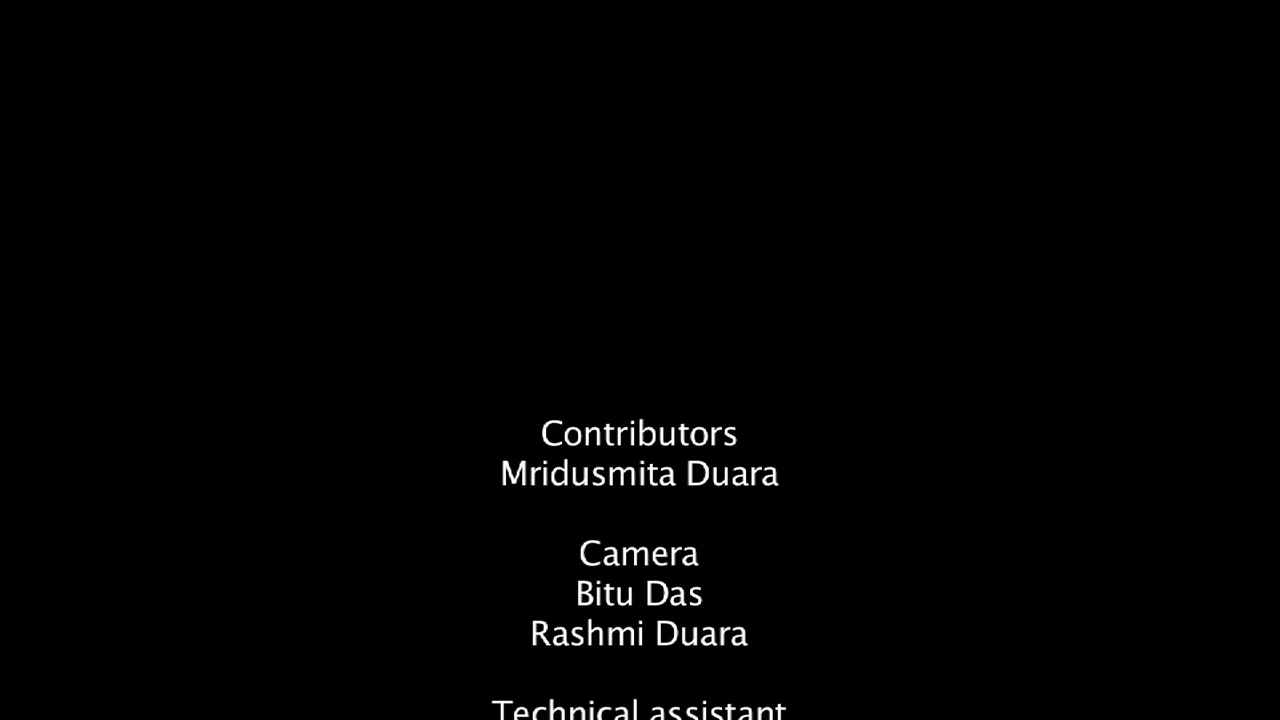 Contributors
Mridusmita Duara
Camera
Bitu Das
Rashmi Duara
Technical assistant